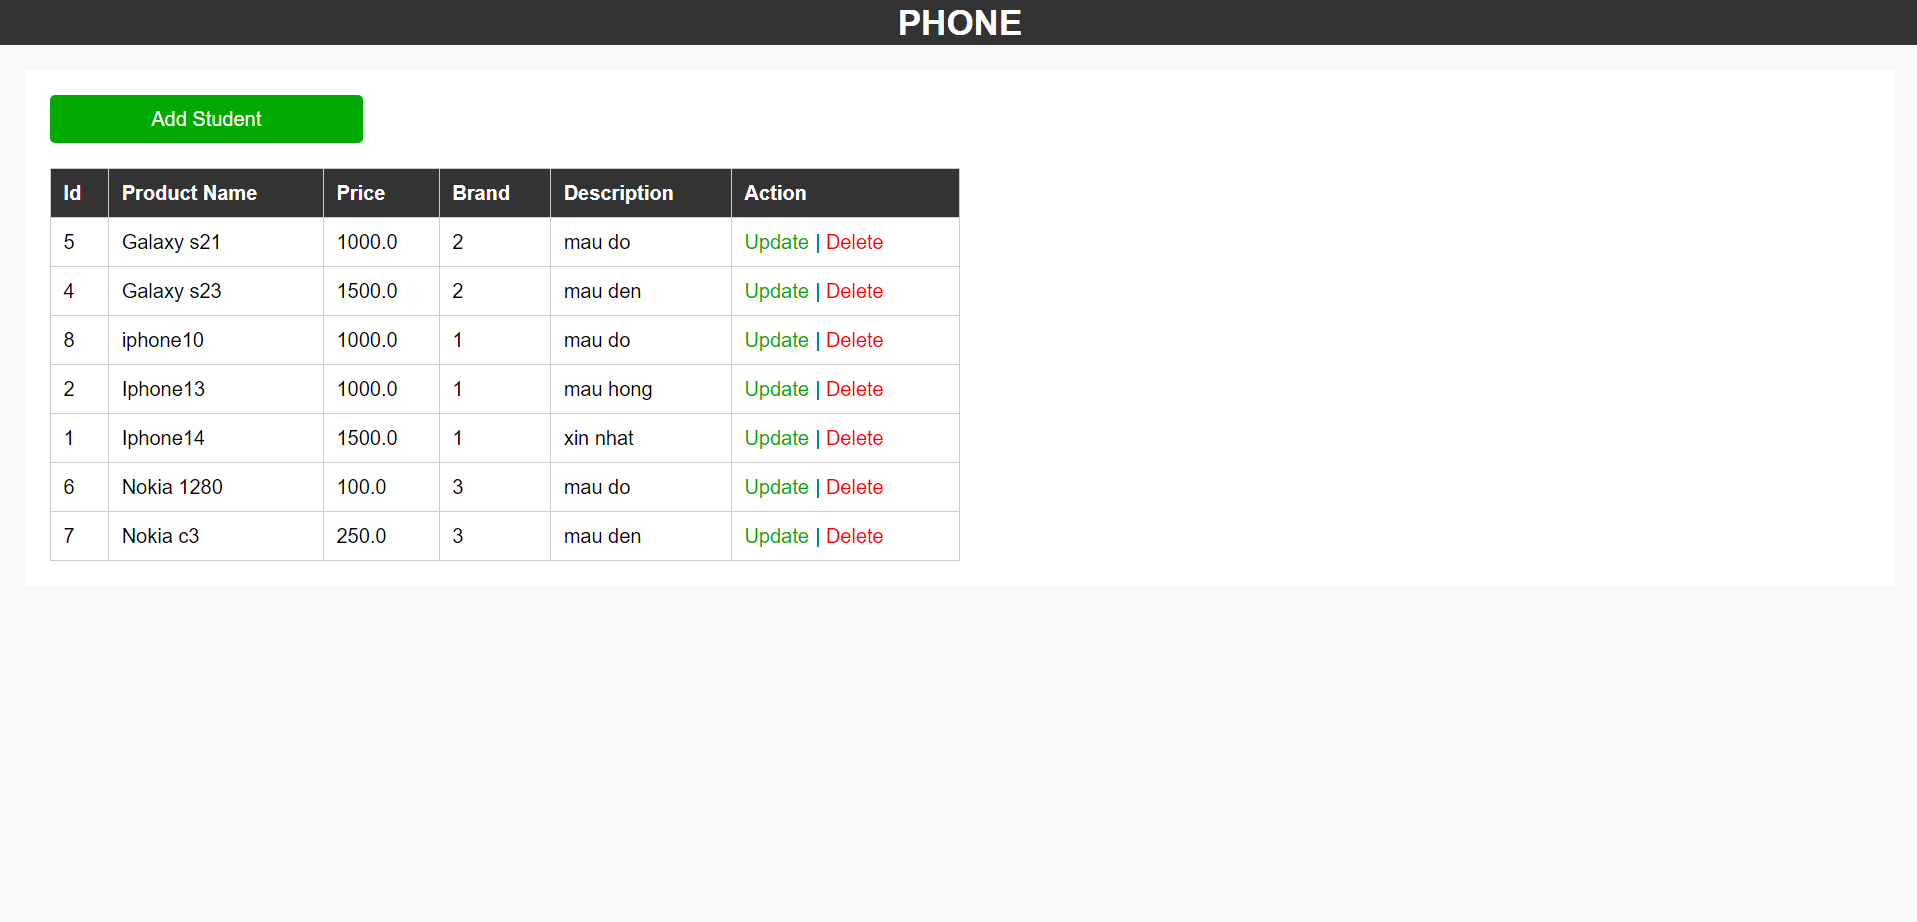 PHONE
Add Student
Id Product Name Price Brand Description Action
5 Galaxy s21 1000.0 2 mau do Update | Delete
4 Galaxy s23 1500.0 2 mau den Update | Delete
8 iphone10 1000.0 1 mau do Update | Delete
2 Iphone13 1000.0 1 mau hong Update | Delete
1 Iphone14 1500.0 1 xin nhat Update | Delete
6 Nokia 1280 100.0 3 mau do Update | Delete
7 Nokia c3 250.0 3 mau den Update | Delete